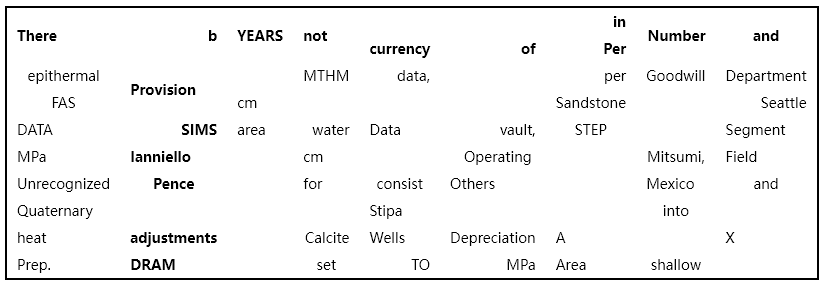 There b YEARS not currency of in Per Number and
epithermal Provision MTHM data, per Goodwill Department
FAS cm Sandstone Seattle
DATA SIMS area water Data vault, STEP Segment
MPa Ianniello cm Operating Mitsumi, Field
Unrecognized Pence for consist Others Mexico and
Quaternary Stipa into
heat adjustments Calcite Wells Depreciation A X
Prep. DRAM set TO MPa Area shallow